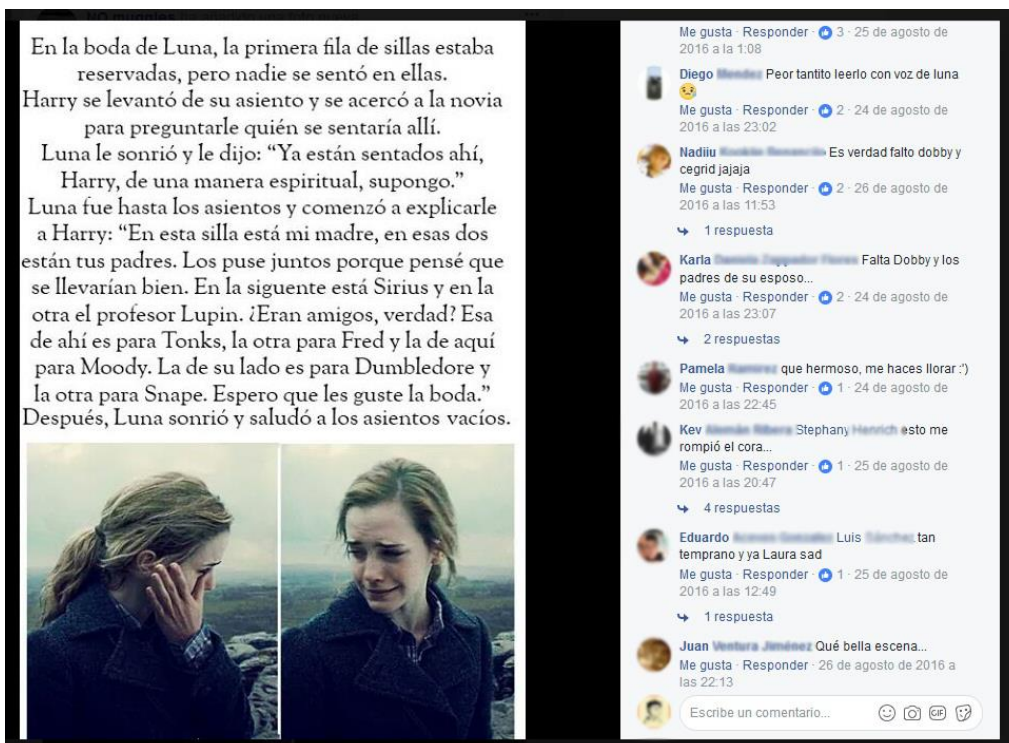 En la boda de Luna, la primera fila de sillas estaba
reservadas, pero nadie se sentó en ellas.
Harry se levantó de su asiento y se acercó a la novia
para preguntarle quién se sentaría allí.
Luna le sonrió y le dijo: “Ya están sentados ahí,
Harry, de una manera espiritual, supongo.”
Luna fue hasta los asientos y comenzó a explicarle
a Harry: “En esta silla está mi madre, en esas dos
están tus padres. Los puse juntos porque pensé que
se llevarían bien. En la siguente está Sirius y en la
otra el profesor Lupin. ¿Eran amigos, verdad? Esa
de ahí es para Tonks, la otra para Fred y la de aquí
para Moody. La de su lado es para Dumbledore y
la otra para Snape. Espero que les guste la boda.”
Después, Luna sonrió y saludó a los asientos vacíos.
Me gusta · Responder · 3 · 25 de agosto de
2016 a la 1:08
Diego Peor tantito leerlo con voz de luna
Me gusta · Responder · 2 · 24 de agosto de
2016 a las 23:02
Nadiiu Es verdad falto dobby y
cegrid jajaja
Me gusta · Responder · 2 · 26 de agosto de
2016 a las 11:53
1 respuesta
Karla Falta Dobby y los
padres de su esposo...
Me gusta · Responder · 2 · 24 de agosto de
2016 a las 23:07
2 respuestas
Pamela que hermoso, me haces llorar :')
Me gusta · Responder · 1 · 24 de agosto de
2016 a las 22:45
Kev Stephany esto me
rompió el cora...
Me gusta · Responder · 1 · 25 de agosto de
2016 a las 20:47
4 respuestas
Eduardo Luis tan
temprano y ya Laura sad
Me gusta · Responder · 1 · 25 de agosto de
2016 a las 12:49
1 respuesta
Juan Qué bella escena...
Me gusta · Responder · 26 de agosto de 2016 a
las 22:13
Escribe un comentario...
GIF